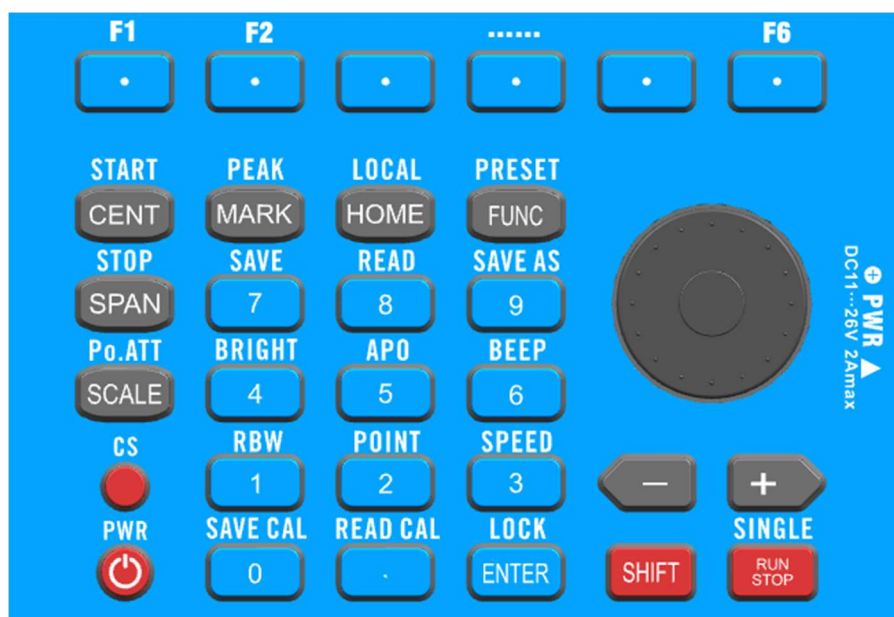 F1 F2 ...... F6
START PEAK LOCAL PRESET
CENT MARK HOME FUNC
STOP SAVE READ SAVE AS
SPAN 7 8 9
Po.ATT BRIGHT APO BEEP
SCALE 4 5 6
CS RBW POINT SPEED
1 2 3 − +
PWR SAVE CAL READ CAL LOCK SINGLE
0 . ENTER SHIFT RUN
STOP
⊕ PWR ▲
DC11···26V 2Amax